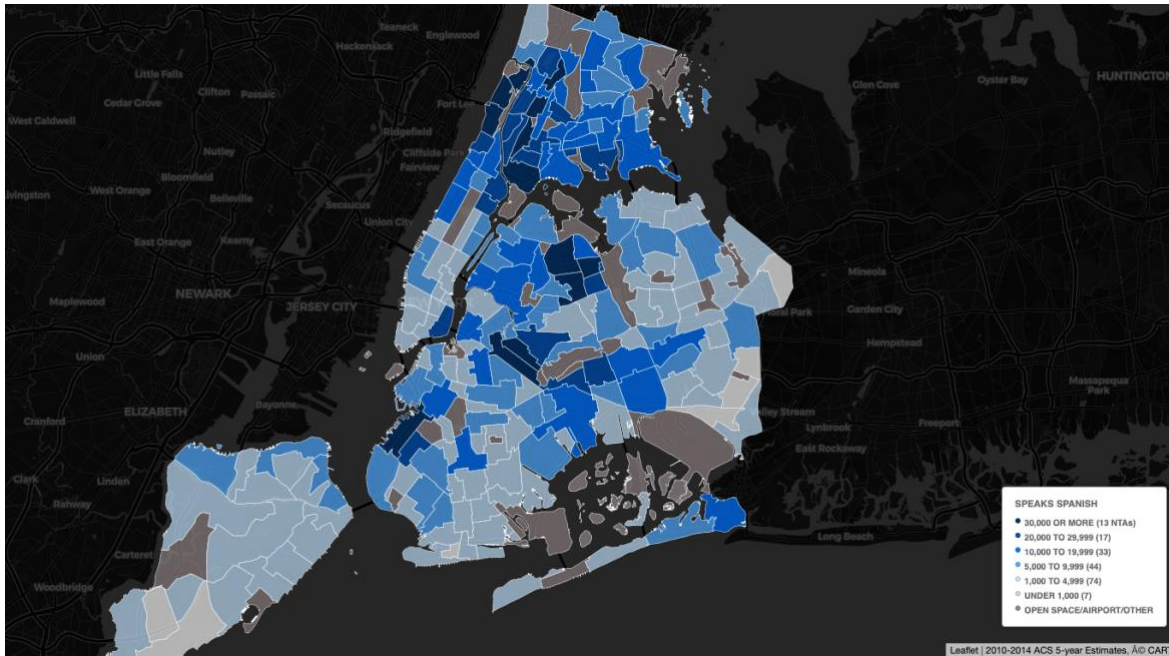 Teaneck
Bayville
Hackensack
Englewood
Little Falls
Glen Cove
Oyster Bay
HUNTINGTON
Cedar Grove
Clifton
Passaic
Fort Lee
West Caldwell
Ridgefield
Nutley
Cliffside Park
Fairview
Livingston
West Orange
Bloomfield
Belleville
Secaucus
Union City
East Orange
Kearny
Mineola
Maplewood
NEWARK
JERSEY CITY
Garden City
Floral Park
Union
Hempstead
Massapequa
Park
Cranford
ELIZABETH
Bayonne
Valley Stream
Lynbrook
Freeport
East Rockaway
Clark
Linden
Rahway
Carteret
Long Beach
Woodbridge
SPEAKS SPANISH
30,000 OR MORE (13 NTAs)
20,000 TO 29,999 (17)
10,000 TO 19,999 (33)
5,000 TO 9,999 (44)
1,000 TO 4,999 (74)
UNDER 1,000 (7)
OPEN SPACE/AIRPORT/OTHER
Leaflet | 2010-2014 ACS 5-year Estimates, Â© CAR